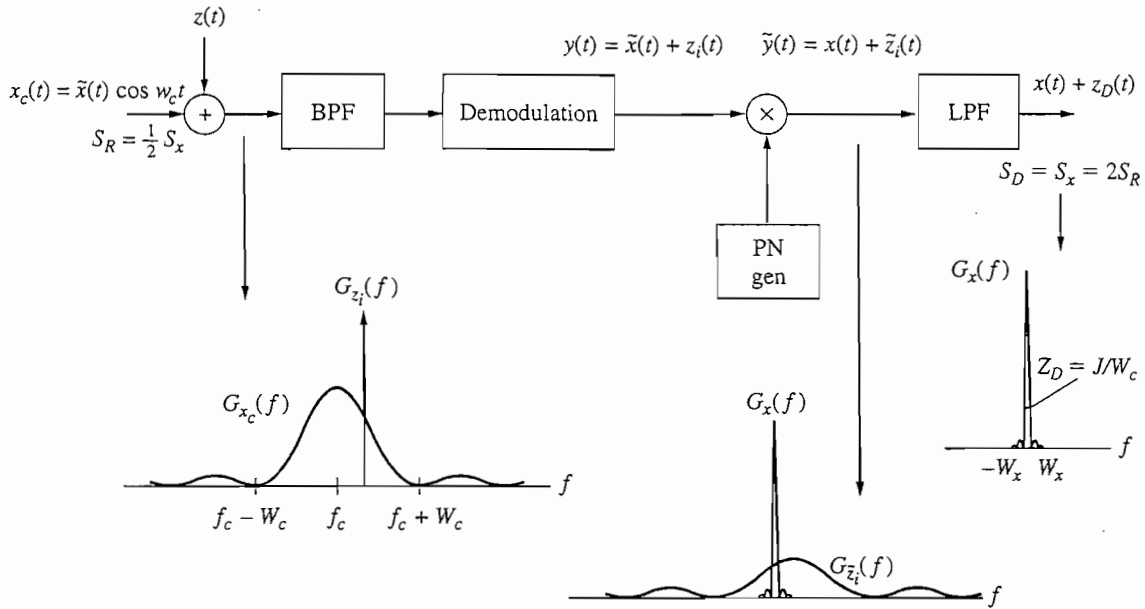 z(t)
y(t) = x̃(t) + z_i(t)
ỹ(t) = x(t) + z̃_i(t)
x_c(t) = x̃(t) cos w_c t
+
BPF
Demodulation
×
LPF
x(t) + z_D(t)
S_R = 1/2 S_x
S_D = S_x = 2S_R
PN
gen
G_x(f)
G_{z_i}(f)
Z_D = J/W_c
G_{x_c}(f)
G_x(f)
f
−W_x W_x
f
f_c − W_c f_c f_c + W_c
G_{z̃_i}(f)
f